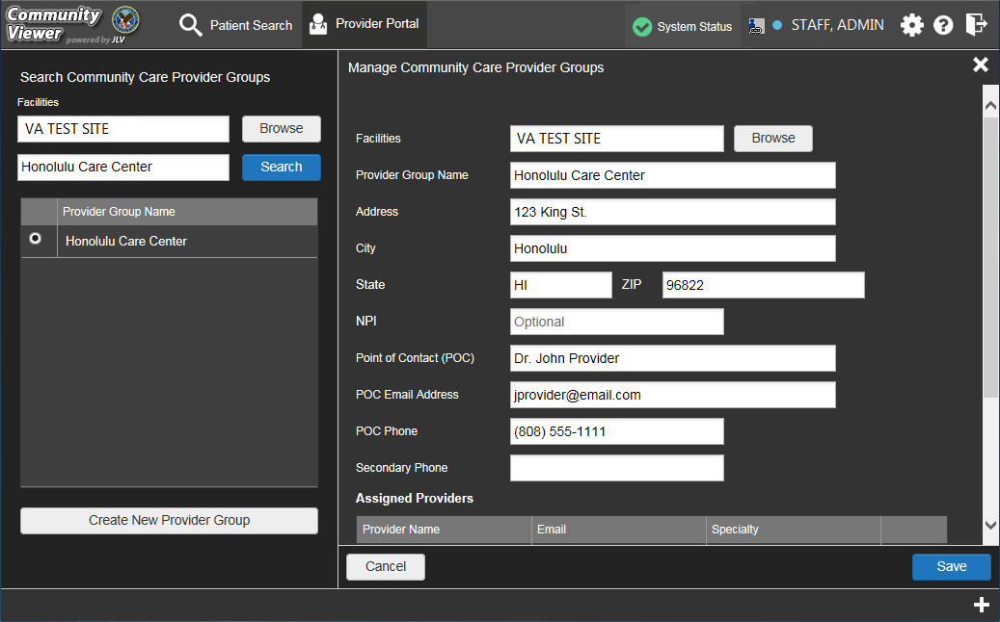 Community
Viewer powered by JLV
Patient Search
Provider Portal
System Status
STAFF, ADMIN
Search Community Care Provider Groups
Facilities
VA TEST SITE
Browse
Honolulu Care Center
Search
Provider Group Name
Honolulu Care Center
Create New Provider Group
Manage Community Care Provider Groups
Facilities VA TEST SITE Browse
Provider Group Name Honolulu Care Center
Address 123 King St.
City Honolulu
State HI ZIP 96822
NPI Optional
Point of Contact (POC) Dr. John Provider
POC Email Address jprovider@email.com
POC Phone (808) 555-1111
Secondary Phone
Assigned Providers
Provider Name Email Specialty
Cancel
Save